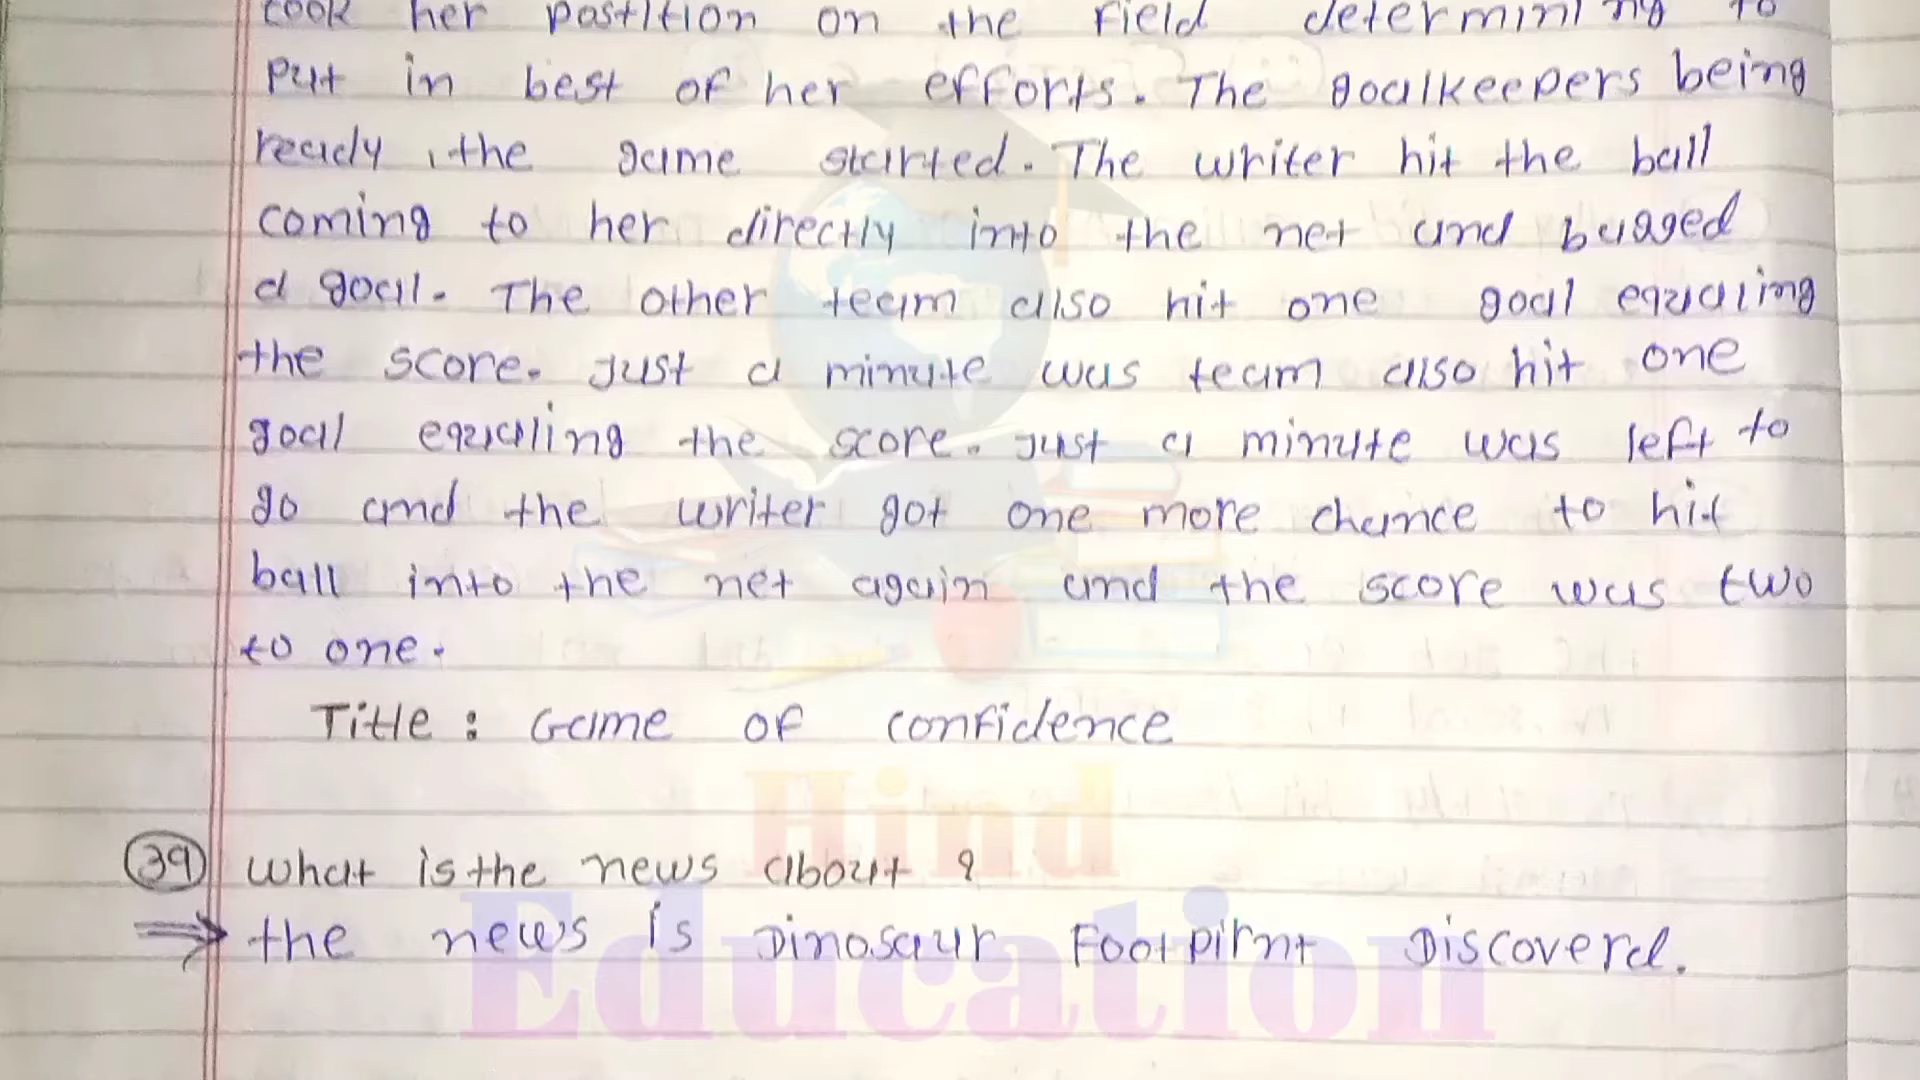 took her postition on the field determining to
put in best of her efforts. The goalkeepers being
ready, the game started. The writer hit the ball
coming to her directly into the net and bagged
a goal. The other team also hit one goal equaling
the score. Just a minute was team also hit one
goal equaling the score. Just a minute was left to
go and the writer got one more chance to hit
ball into the net again and the score was two
to one.
Title : Game of confidence
Hind
39 What is the news about ?
⇒ the news is Dinosaur Footpirnt Discoverd.
Education